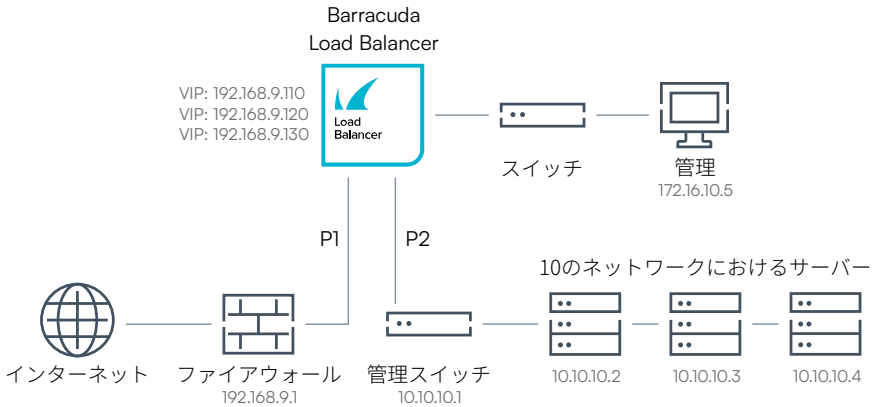 Barracuda
Load Balancer
VIP: 192.168.9.110
VIP: 192.168.9.120
VIP: 192.168.9.130
Load
Balancer
スイッチ
管理
172.16.10.5
P1
P2
10のネットワークにおけるサーバー
インターネット
ファイアウォール
192.168.9.1
管理スイッチ
10.10.10.1
10.10.10.2
10.10.10.3
10.10.10.4